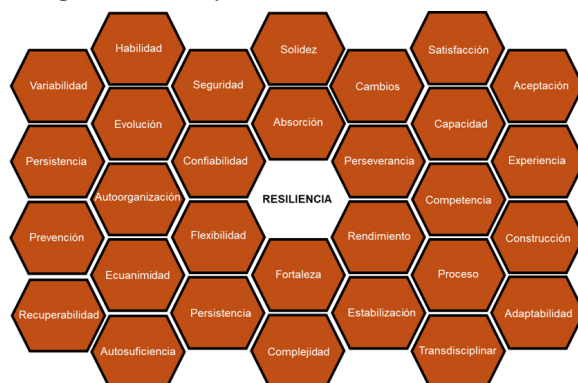 Habilidad
Solidez
Satisfacción
Variabilidad
Seguridad
Cambios
Aceptación
Evolución
Absorción
Capacidad
Persistencia
Confiabilidad
Perseverancia
Experiencia
Autoorganización
RESILIENCIA
Competencia
Prevención
Flexibilidad
Rendimiento
Construcción
Ecuanimidad
Fortaleza
Proceso
Recuperabilidad
Persistencia
Estabilización
Adaptabilidad
Autosuficiencia
Complejidad
Transdisciplinar